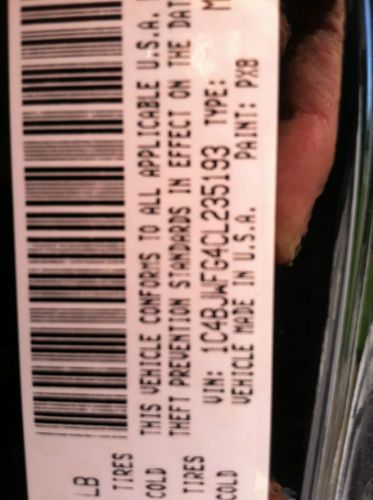 THIS VEHICLE CONFORMS TO ALL APPLICABLE U.S.A.
THEFT PREVENTION STANDARDS IN EFFECT ON THE DAT
VIN: 1C4BJWFG4CL235193 TYPE: M
VEHICLE MADE IN U.S.A. PAINT: PX8
LB
TIRES
COLD
TIRES
COLD